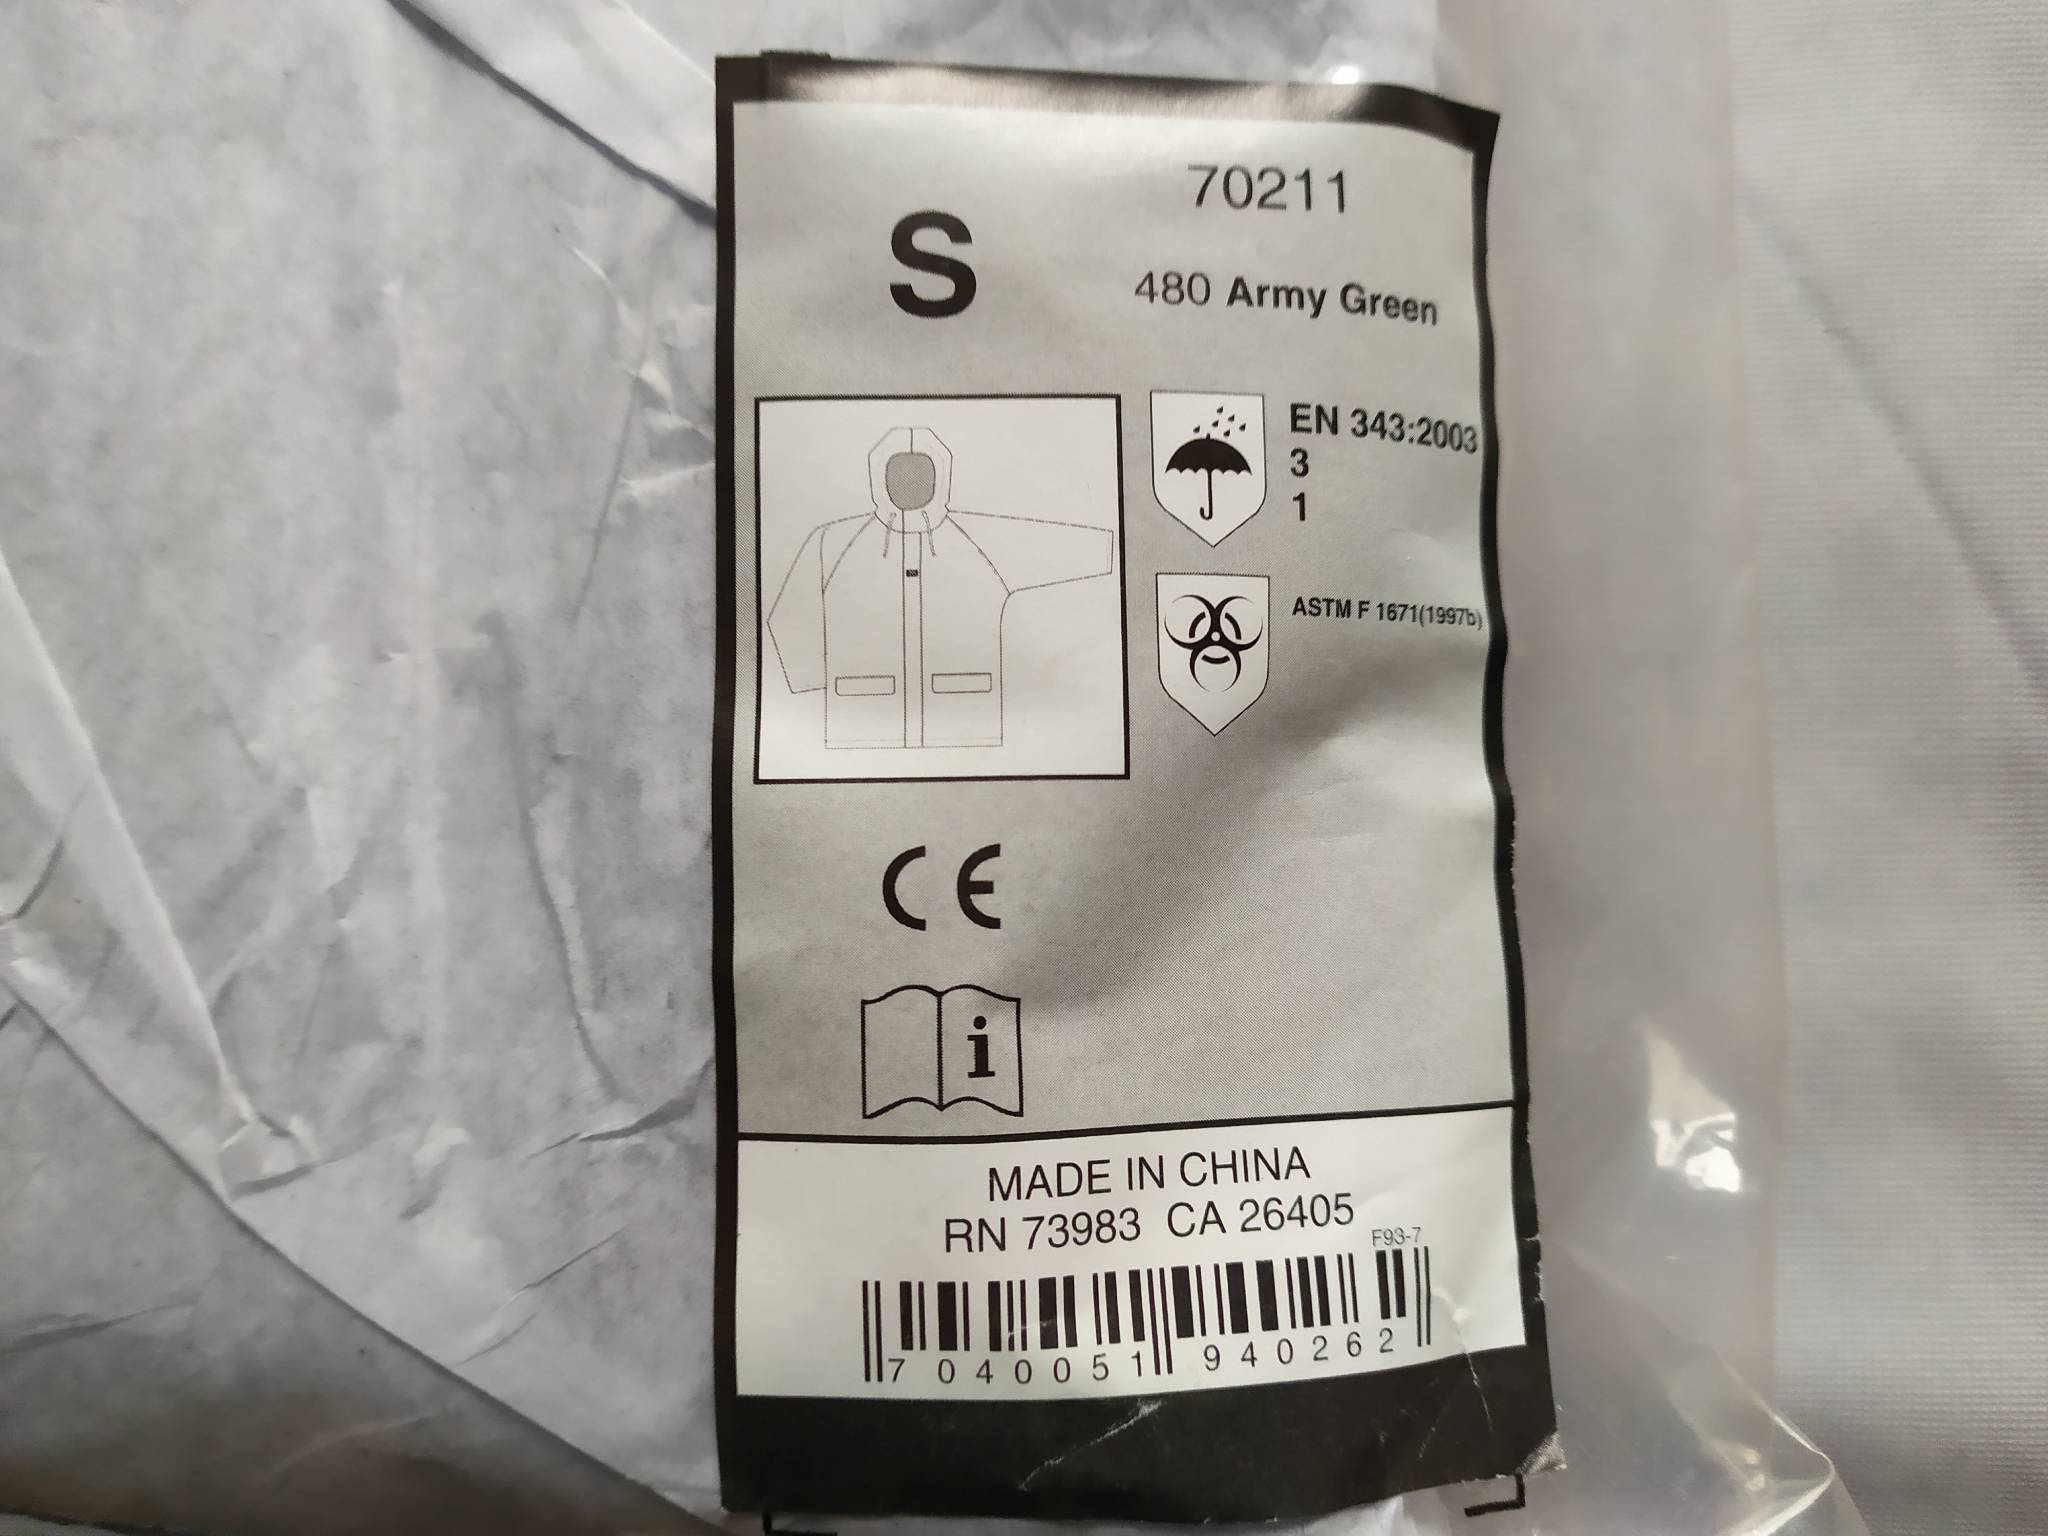 S
70211
480 Army Green
EN 343:2003
3
1
ASTM F 1671(1997b)
CE
i
MADE IN CHINA
RN 73983 CA 26405
F93-7
7 040051 940262